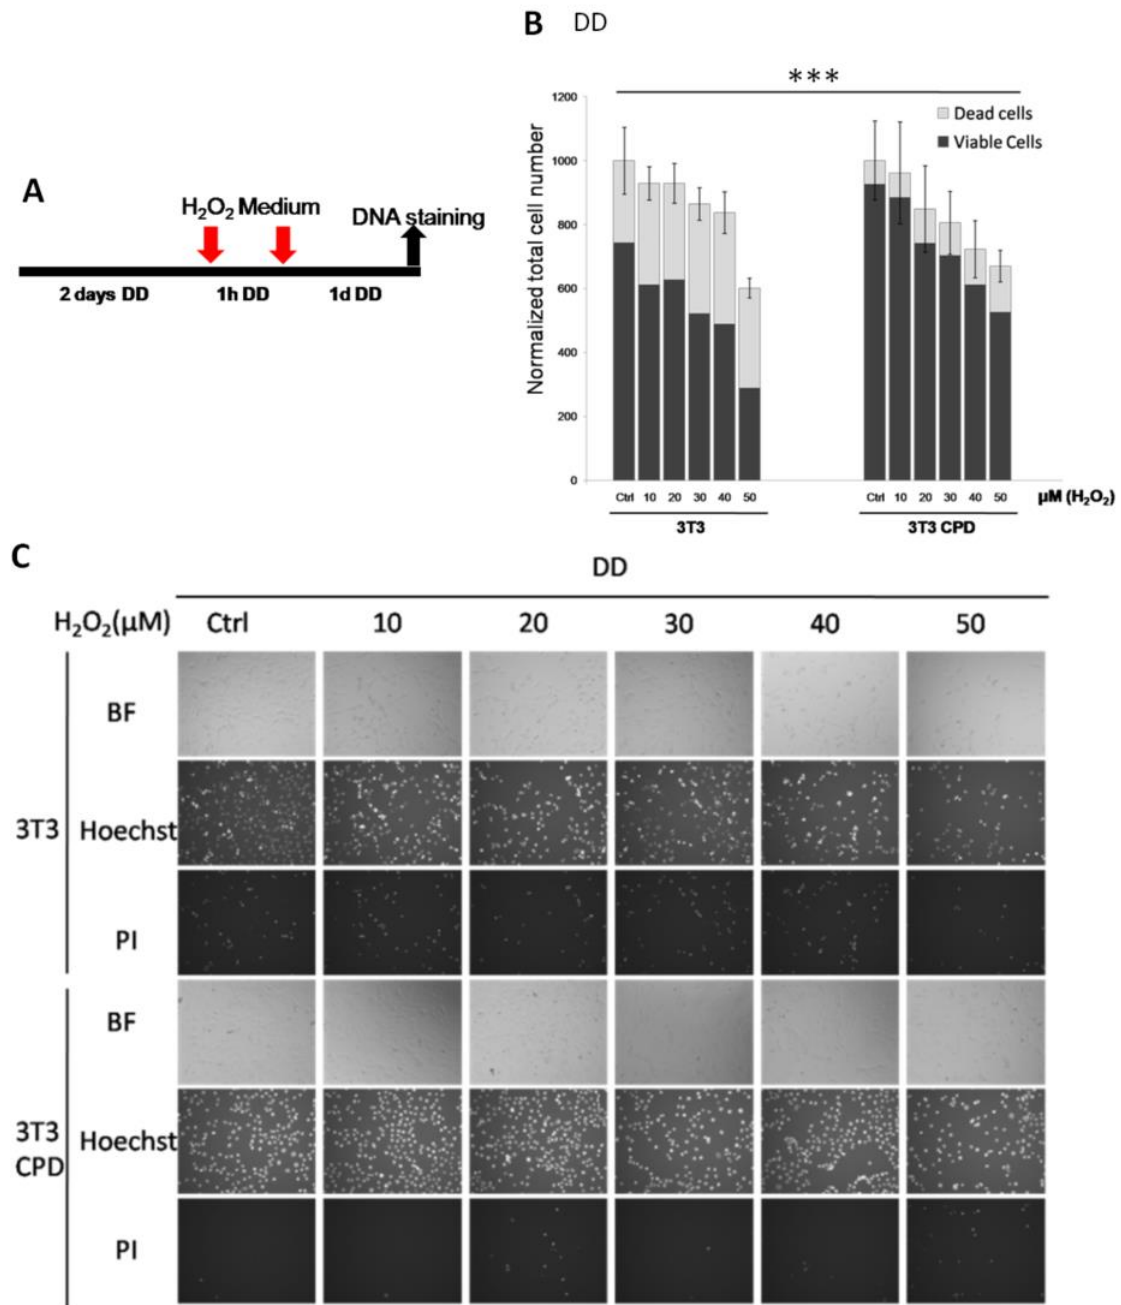 A
H₂O₂ Medium
DNA staining
2 days DD
1h DD
1d DD
B DD
***
Normalized total cell number
1200
1000
800
600
400
200
0
Dead cells
Viable Cells
Ctrl 10 20 30 40 50
Ctrl 10 20 30 40 50
µM (H₂O₂)
3T3
3T3 CPD
C
DD
H₂O₂(µM) Ctrl 10 20 30 40 50
3T3
BF
Hoechst
PI
3T3
CPD
BF
Hoechst
PI